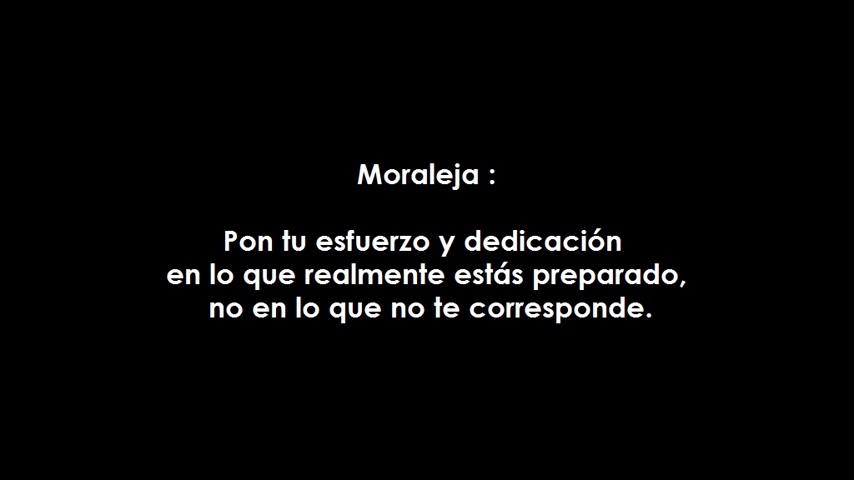 Moraleja :
Pon tu esfuerzo y dedicación
en lo que realmente estás preparado,
no en lo que no te corresponde.